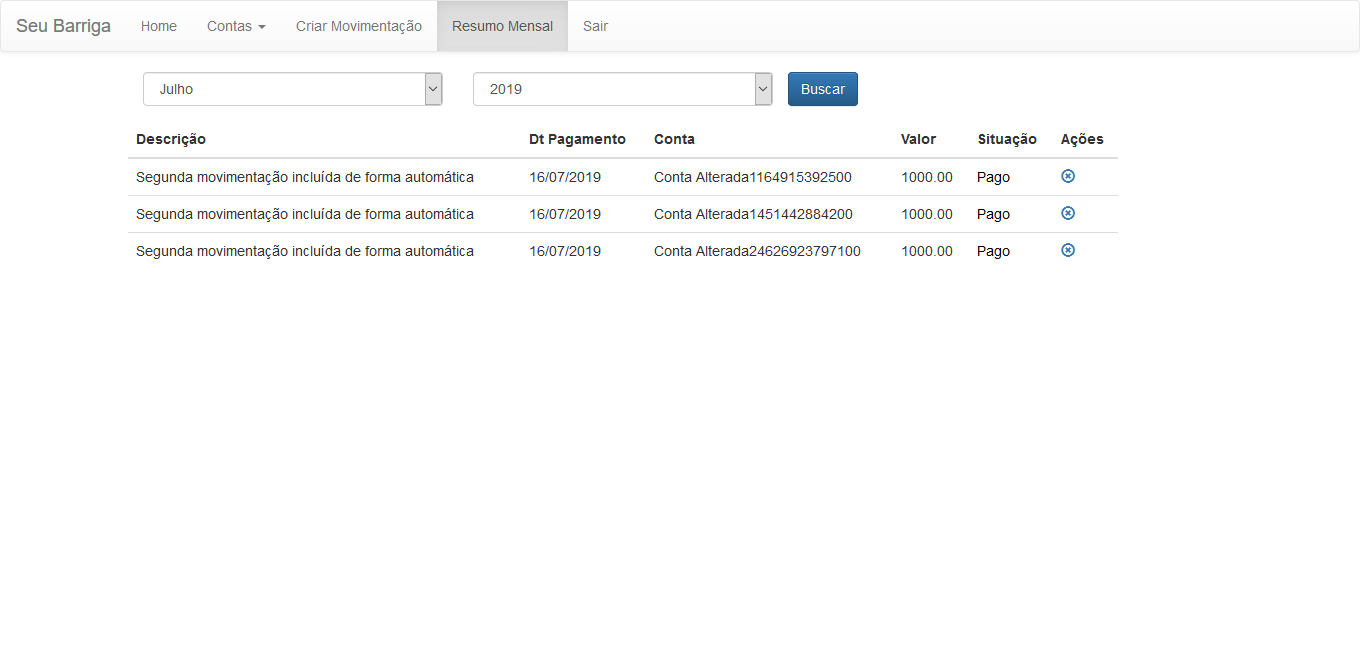 Seu Barriga Home Contas Criar Movimentação Resumo Mensal Sair
Julho 2019 Buscar
Descrição Dt Pagamento Conta Valor Situação Ações
Segunda movimentação incluída de forma automática 16/07/2019 Conta Alterada1164915392500 1000.00 Pago
Segunda movimentação incluída de forma automática 16/07/2019 Conta Alterada1451442884200 1000.00 Pago
Segunda movimentação incluída de forma automática 16/07/2019 Conta Alterada24626923797100 1000.00 Pago